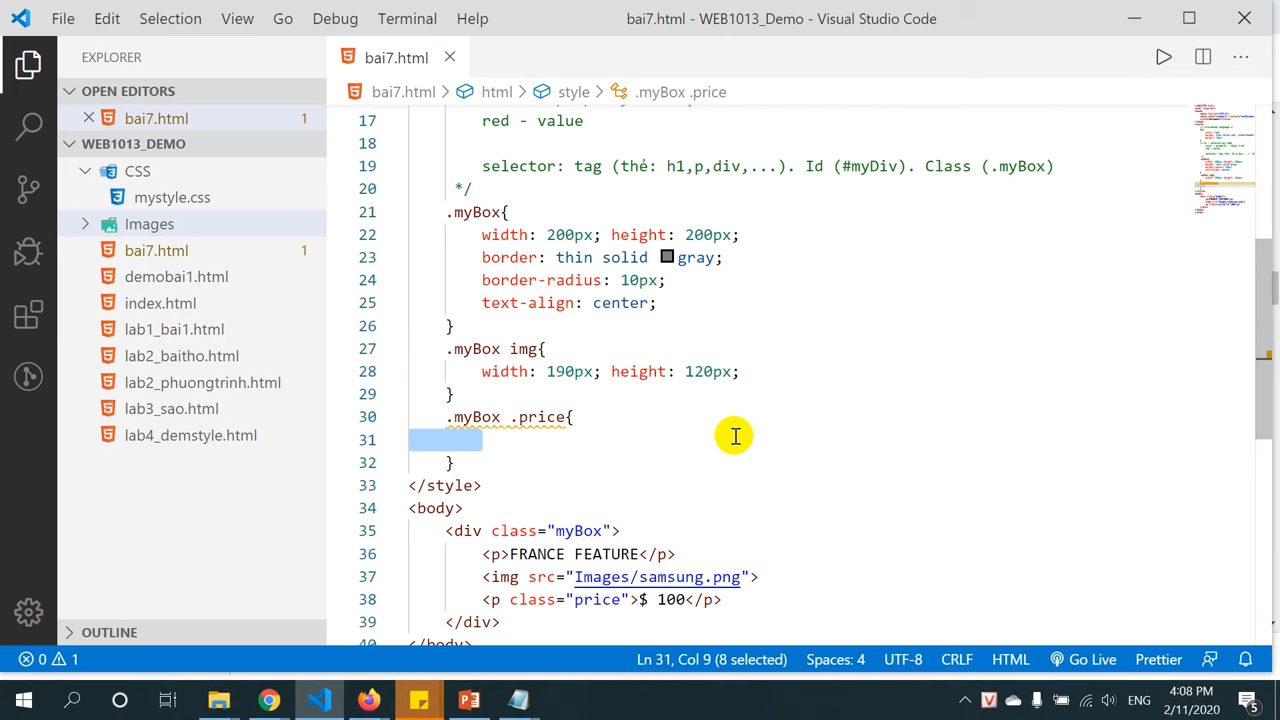 File Edit Selection View Go Debug Terminal Help
bai7.html - WEB1013_Demo - Visual Studio Code
EXPLORER
OPEN EDITORS
bai7.html 1
WEB1013_DEMO
CSS
mystyle.css
Images
bai7.html 1
demobai1.html
index.html
lab1_bai1.html
lab2_baitho.html
lab2_phuongtrinh.html
lab3_sao.html
lab4_demstyle.html
OUTLINE
bai7.html
bai7.html > html > style > .myBox .price
17 red - value
18
19 selector: tag (thẻ: h1,p,div,...). Id (#myDiv). Class (.myBox)
20 */
21 .myBox{
22 width: 200px; height: 200px;
23 border: thin solid gray;
24 border-radius: 10px;
25 text-align: center;
26 }
27 .myBox img{
28 width: 190px; height: 120px;
29 }
30 .myBox .price{
31
32 }
33 </style>
34 <body>
35 <div class="myBox">
36 <p>FRANCE FEATURE</p>
37 <img src="Images/samsung.png">
38 <p class="price">$ 100</p>
39 </div>
40 </body>
0 1 Ln 31, Col 9 (8 selected) Spaces: 4 UTF-8 CRLF HTML Go Live Prettier
ENG 4:08 PM
2/11/2020 5